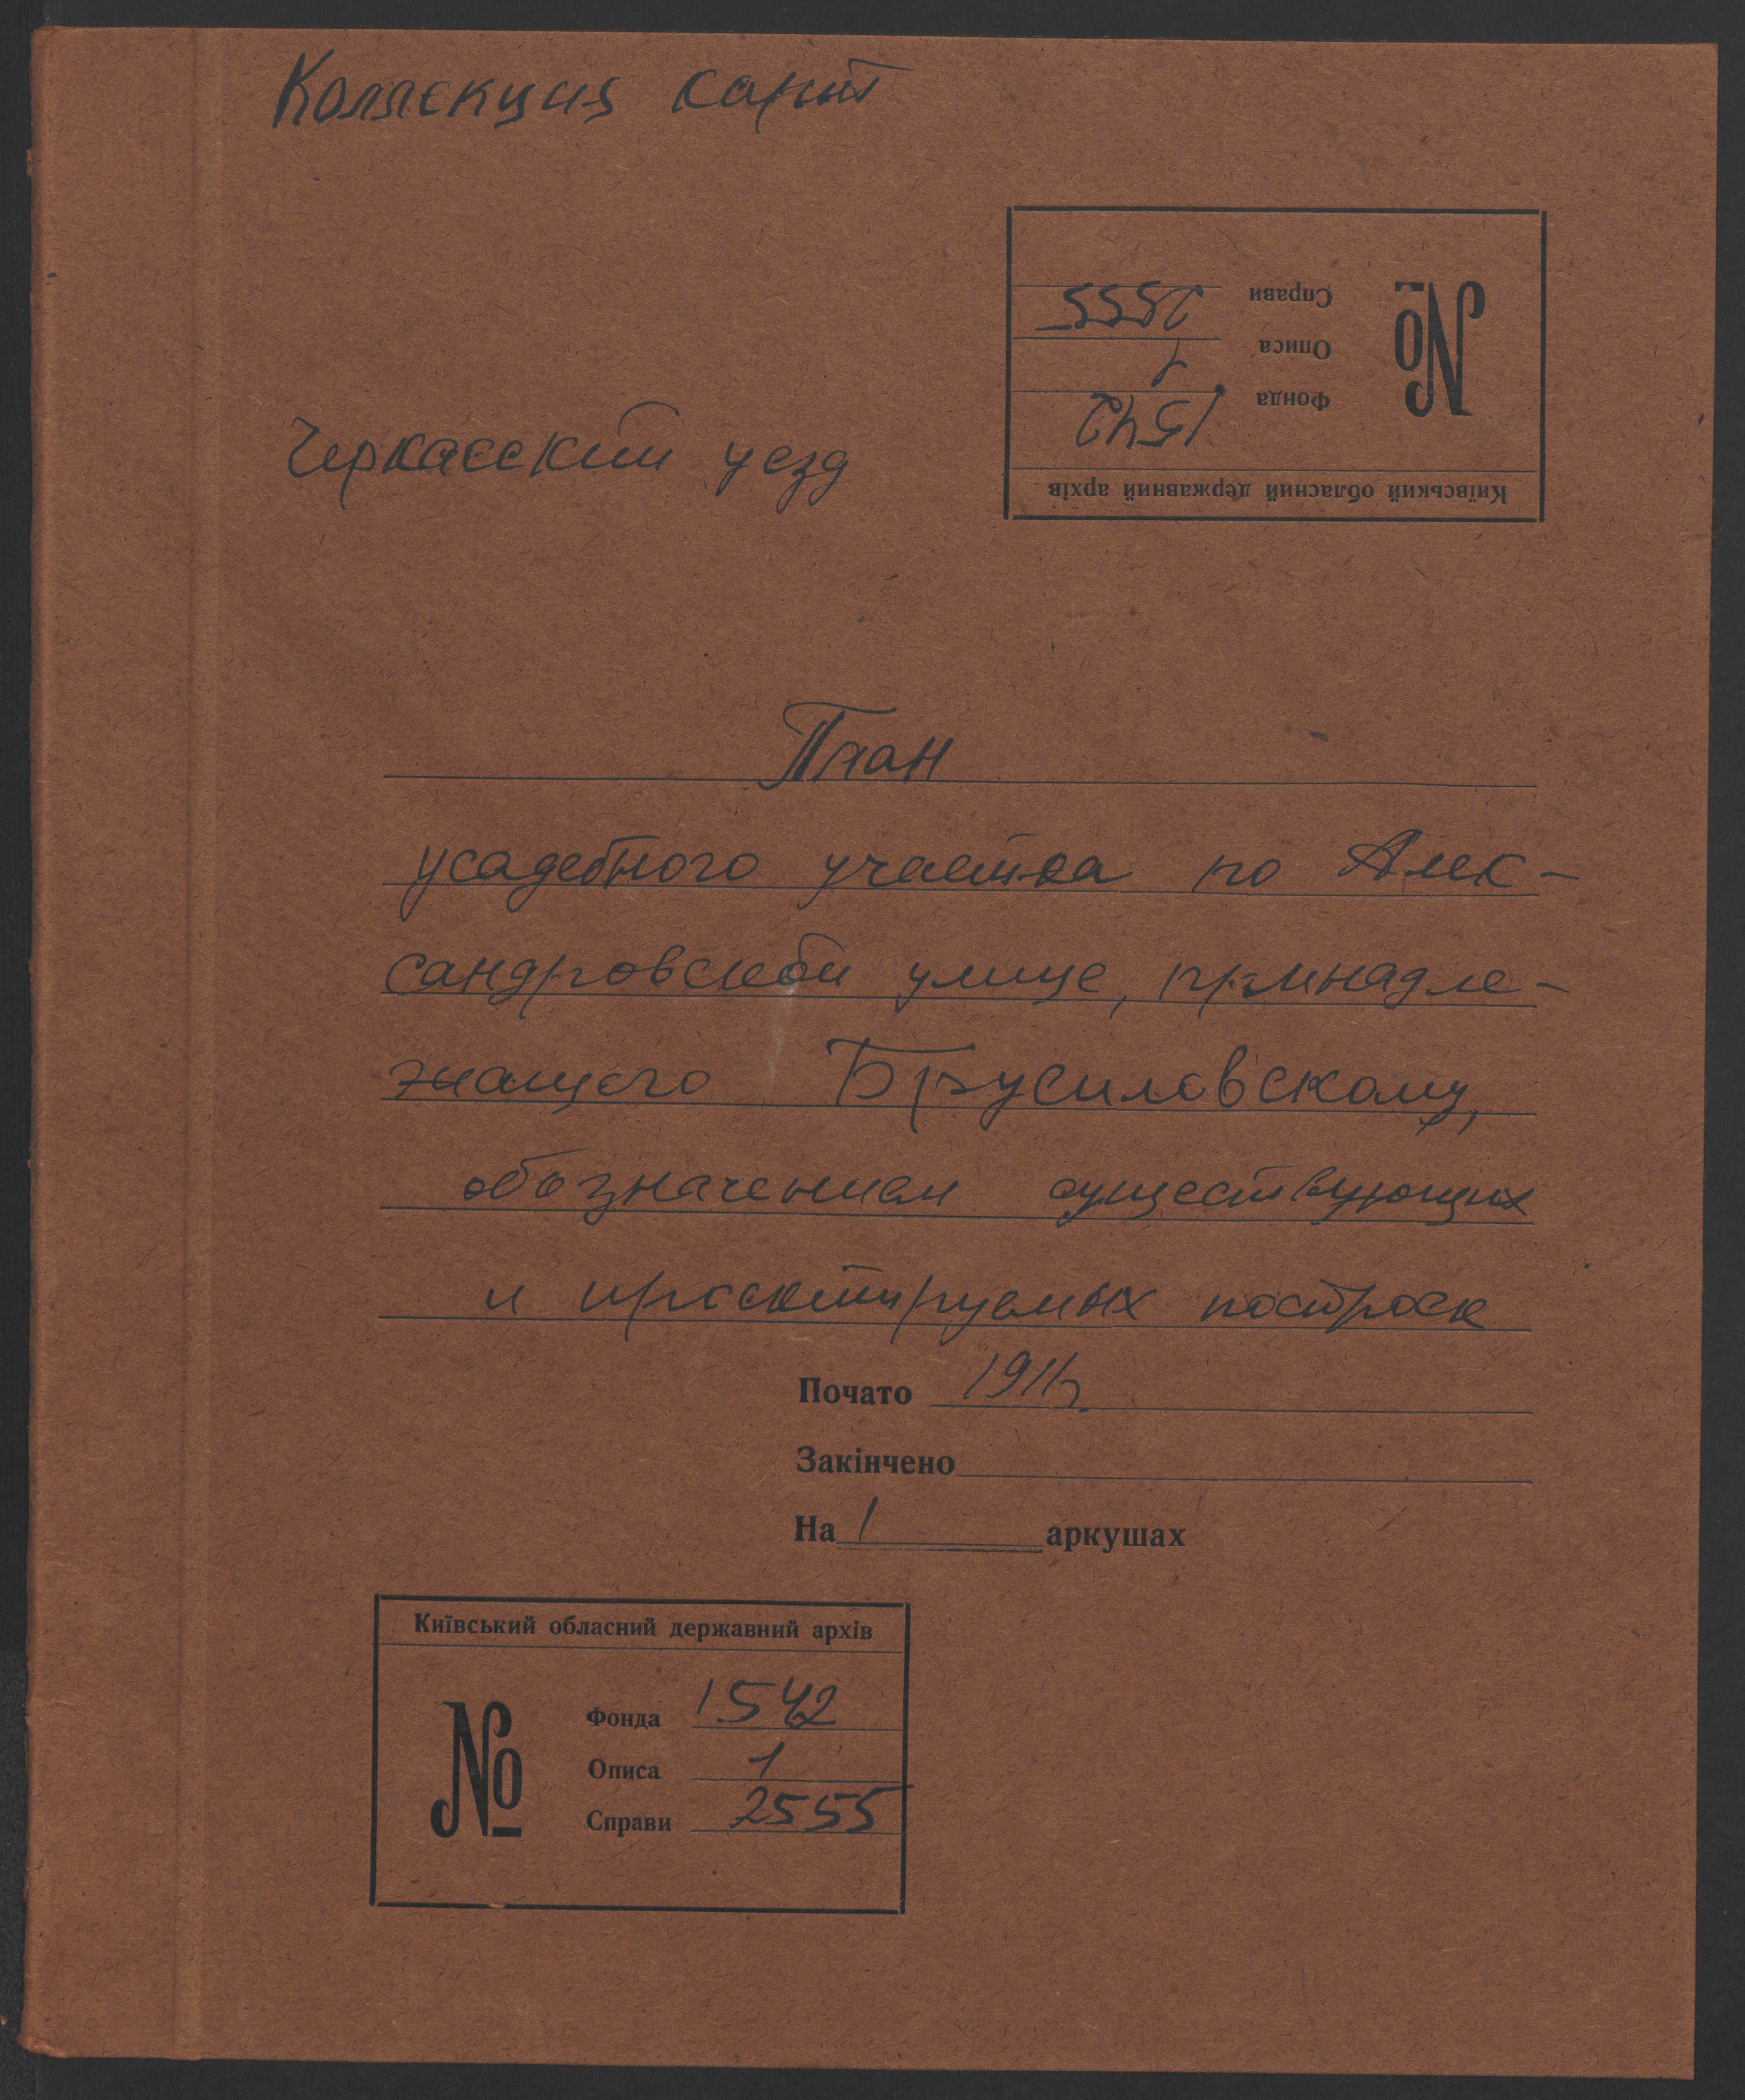 Коллекция карт
Справи 2555
Описа 1
Фонда 1542
Київський обласний державний архів
№
Черкасский уезд
План
усадебного участка по Алек-
сандровской улице, принадле-
жащего Брусиловскому,
обозначением существующих
и проектируемых построек
Почато 1911г.
Закінчено
На 1 аркушах
Київський обласний державний архів
№
Фонда 1542
Описа 1
Справи 2555